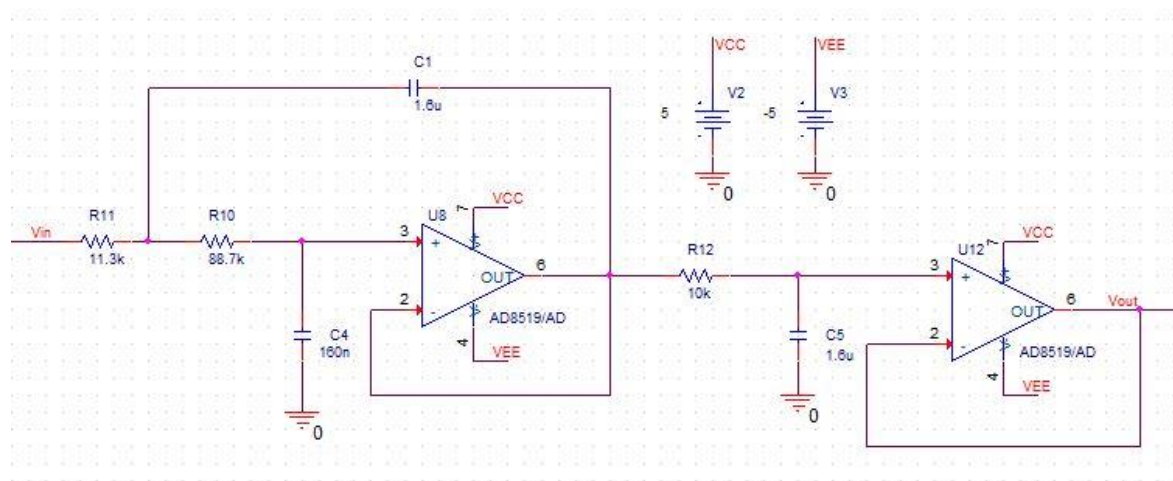 C1
1.6u
VCC
VEE
5
V2
-5
V3
0
0
Vin
R11
11.3k
R10
88.7k
3
U8
7
VCC
+
OUT
6
2
-
AD8519/AD
4
VEE
C4
160n
0
R12
10k
C5
1.6u
0
3
U12
7
VCC
+
OUT
6
Vout
2
-
AD8519/AD
4
VEE